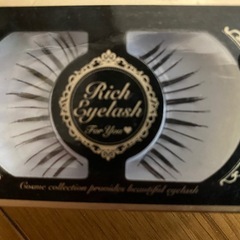 Rich
Eyelash
For You♥
Cosme collection provides beautiful eyelash